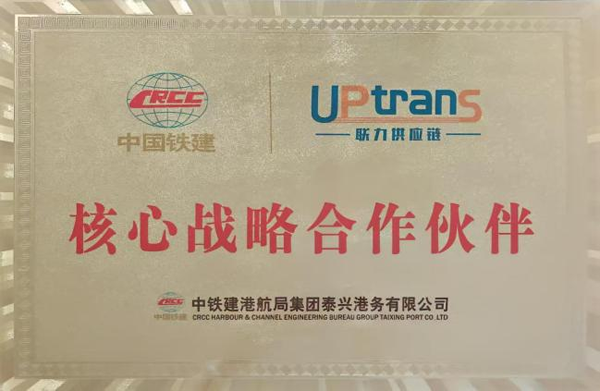 CRCC
中国铁建
UPtrans
联力供应链
核心战略合作伙伴
CRCC
中国铁建
中铁建港航局集团泰兴港务有限公司
CRCC HARBOUR & CHANNEL ENGINEERING BUREAU GROUP TAIXING PORT CO LTD